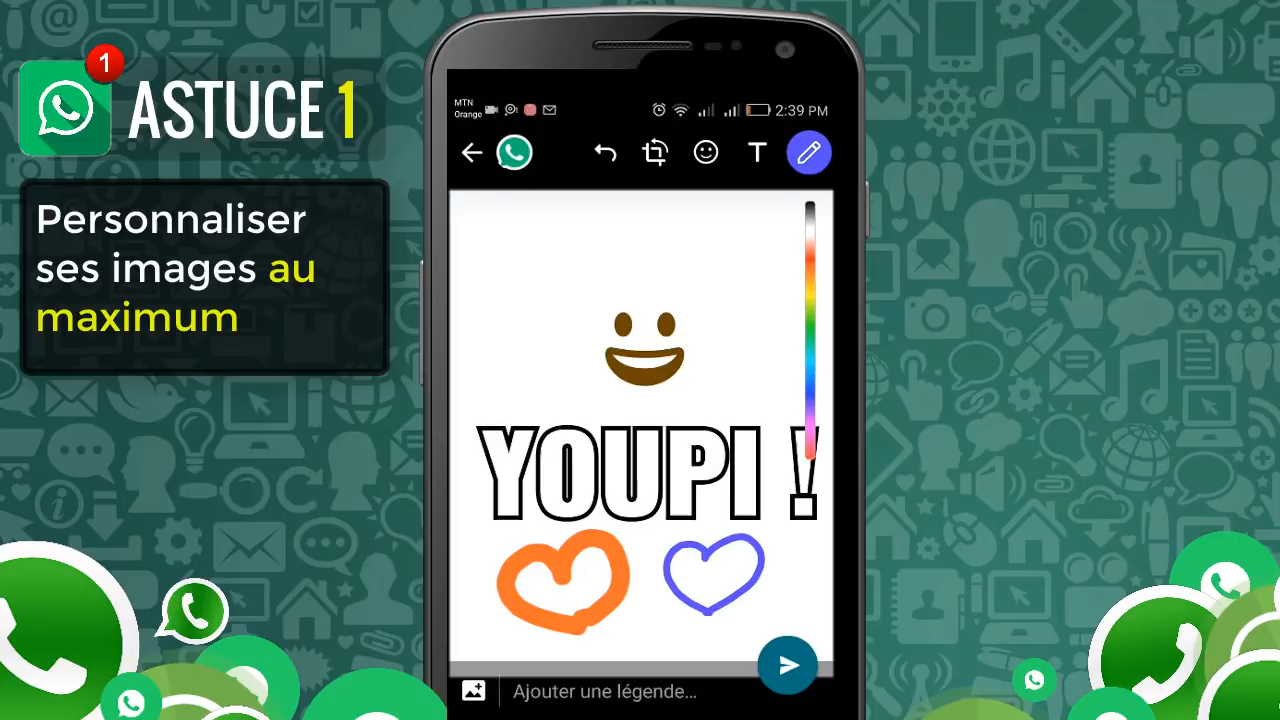 1
ASTUCE 1
Personnaliser
ses images au
maximum
MTN
Orange
2:39 PM
T
YOUPI !
Ajouter une légende...